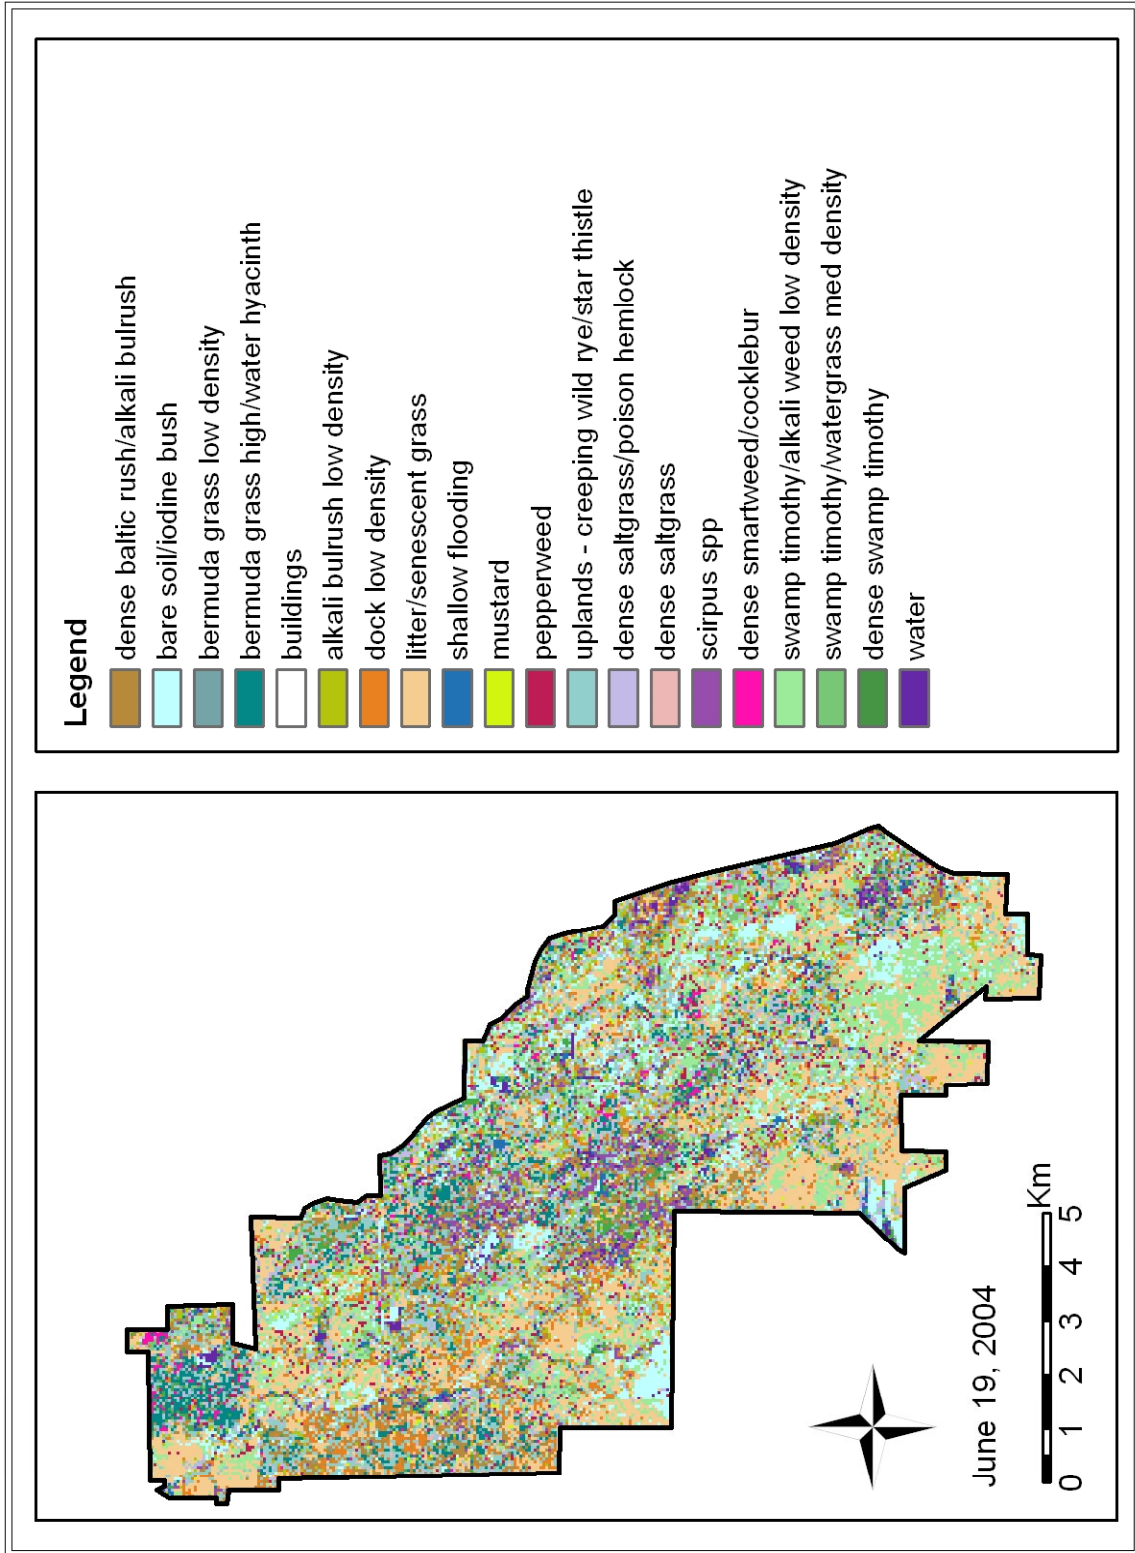 Legend
dense baltic rush/alkali bulrush
bare soil/iodine bush
bermuda grass low density
bermuda grass high/water hyacinth
buildings
alkali bulrush low density
dock low density
litter/senescent grass
shallow flooding
mustard
pepperweed
uplands - creeping wild rye/star thistle
dense saltgrass/poison hemlock
dense saltgrass
scirpus spp
dense smartweed/cocklebur
swamp timothy/alkali weed low density
swamp timothy/watergrass med density
dense swamp timothy
water
June 19, 2004
Km
0 1 2 3 4 5